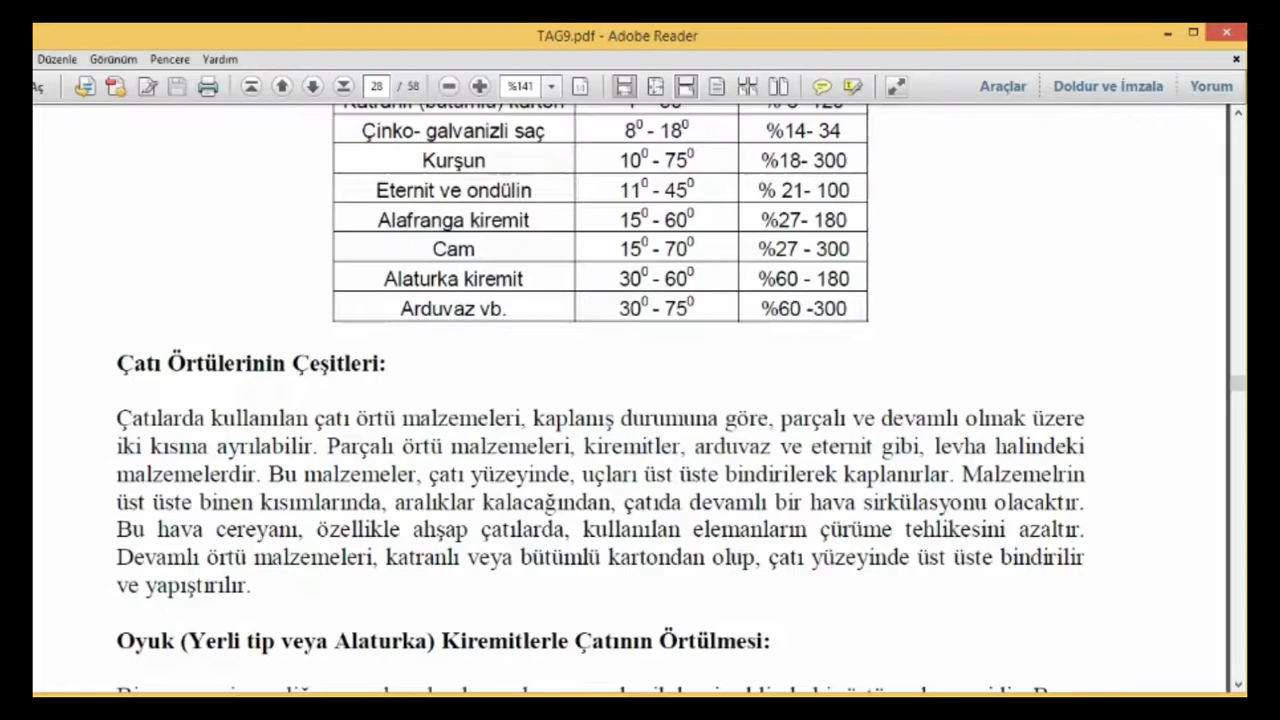 TAG9.pdf - Adobe Reader
Düzenle Görünüm Pencere Yardım
Aç 28 / 58 %141 Araçlar Doldur ve İmzala Yorum
Katranlı (bütümlü) karton
Çinko- galvanizli saç 8⁰ - 18⁰ %14- 34
Kurşun 10⁰ - 75⁰ %18- 300
Eternit ve ondülin 11⁰ - 45⁰ % 21- 100
Alafranga kiremit 15⁰ - 60⁰ %27- 180
Cam 15⁰ - 70⁰ %27 - 300
Alaturka kiremit 30⁰ - 60⁰ %60 - 180
Arduvaz vb. 30⁰ - 75⁰ %60 -300
Çatı Örtülerinin Çeşitleri:
Çatılarda kullanılan çatı örtü malzemeleri, kaplanış durumuna göre, parçalı ve devamlı olmak üzere
iki kısma ayrılabilir. Parçalı örtü malzemeleri, kiremitler, arduvaz ve eternit gibi, levha halindeki
malzemelerdir. Bu malzemeler, çatı yüzeyinde, uçları üst üste bindirilerek kaplanırlar. Malzemelrin
üst üste binen kısımlarında, aralıklar kalacağından, çatıda devamlı bir hava sirkülasyonu olacaktır.
Bu hava cereyanı, özellikle ahşap çatılarda, kullanılan elemanların çürüme tehlikesini azaltır.
Devamlı örtü malzemeleri, katranlı veya bütümlü kartondan olup, çatı yüzeyinde üst üste bindirilir
ve yapıştırılır.
Oyuk (Yerli tip veya Alaturka) Kiremitlerle Çatının Örtülmesi: